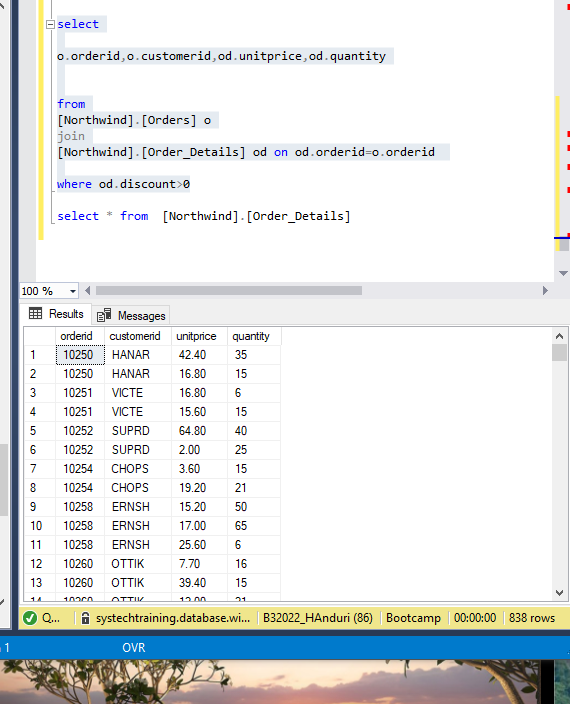 select
o.orderid,o.customerid,od.unitprice,od.quantity
from
[Northwind].[Orders] o
join
[Northwind].[Order_Details] od on od.orderid=o.orderid
where od.discount>0
select * from  [Northwind].[Order_Details]
100 %
Results Messages
orderid customerid unitprice quantity
1 10250 HANAR 42.40 35
2 10250 HANAR 16.80 15
3 10251 VICTE 16.80 6
4 10251 VICTE 15.60 15
5 10252 SUPRD 64.80 40
6 10252 SUPRD 2.00 25
7 10254 CHOPS 3.60 15
8 10254 CHOPS 19.20 21
9 10258 ERNSH 15.20 50
10 10258 ERNSH 17.00 65
11 10258 ERNSH 25.60 6
12 10260 OTTIK 7.70 16
13 10260 OTTIK 39.40 15
14 10260 OTTIK 12.00 21
Q... systechtraining.database.wi... B32022_HAnduri (86) Bootcamp 00:00:00 838 rows
1 OVR